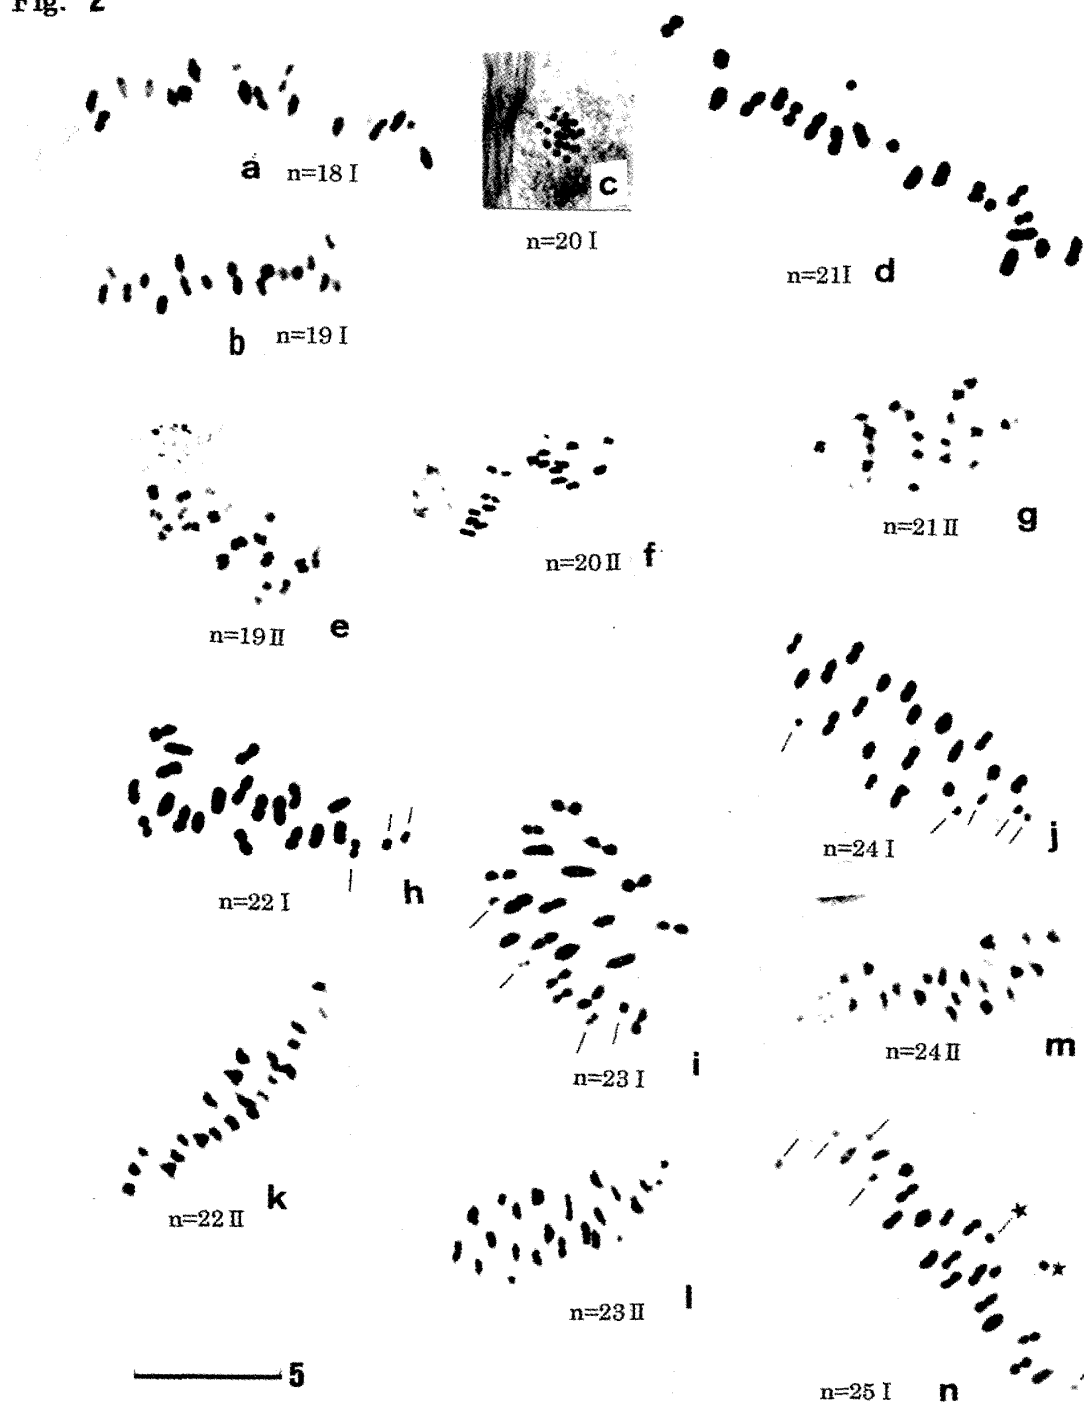 Fig. 2
a n=18 I
c
n=20 I
n=21 I d
b n=19 I
n=19 II e
n=20 II f
n=21 II g
n=22 I h
n=23 I i
n=24 I j
n=22 II k
n=23 II l
n=24 II m
5
n=25 I n